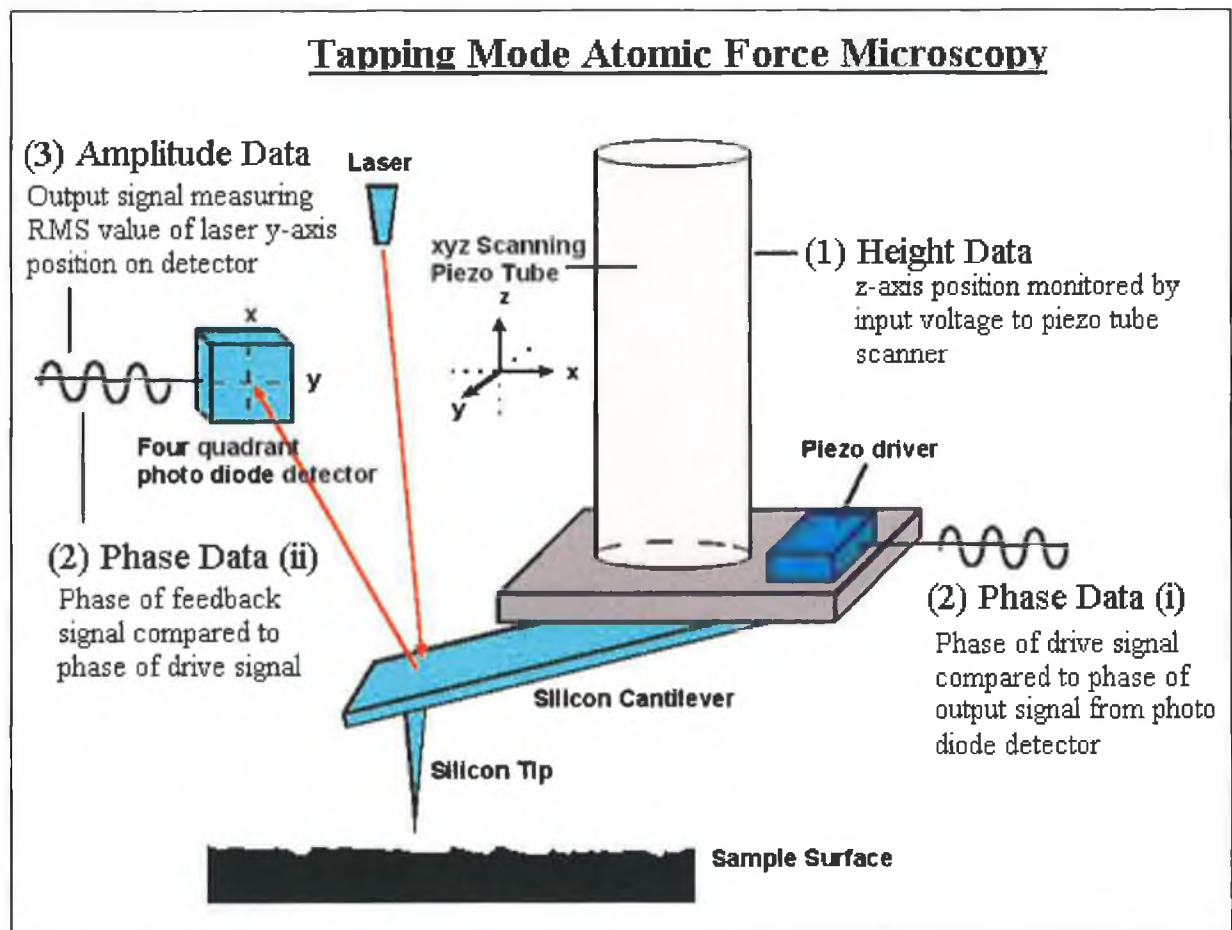 Tapping Mode Atomic Force Microscopy
(3) Amplitude Data
Output signal measuring
RMS value of laser y-axis
position on detector
Laser
xyz Scanning
Piezo Tube
(1) Height Data
z-axis position monitored by
input voltage to piezo tube
scanner
x
y
z
x
y
Four quadrant
photo diode detector
Piezo driver
(2) Phase Data (ii)
Phase of feedback
signal compared to
phase of drive signal
(2) Phase Data (i)
Phase of drive signal
compared to phase of
output signal from photo
diode detector
Silicon Cantilever
Silicon Tip
Sample Surface